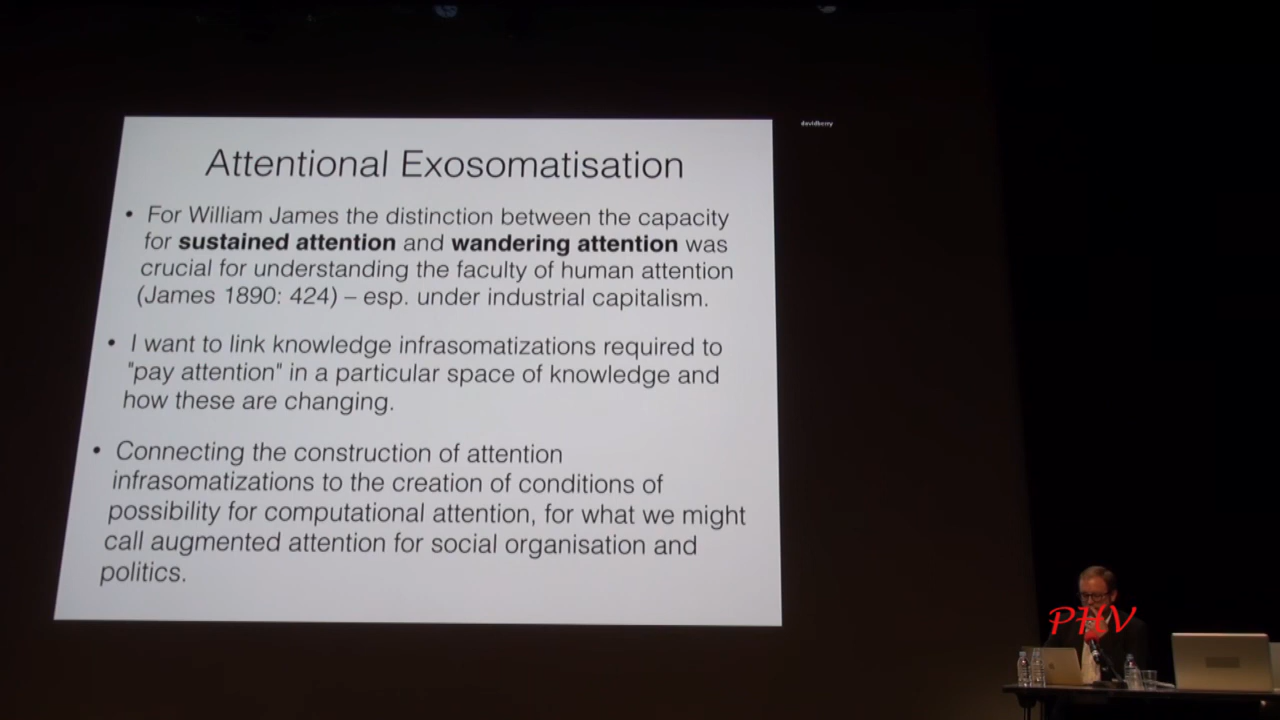 davidberry
Attentional Exosomatisation
• For William James the distinction between the capacity
for sustained attention and wandering attention was
crucial for understanding the faculty of human attention
(James 1890: 424) – esp. under industrial capitalism.
• I want to link knowledge infrasomatizations required to
"pay attention" in a particular space of knowledge and
how these are changing.
• Connecting the construction of attention
infrasomatizations to the creation of conditions of
possibility for computational attention, for what we might
call augmented attention for social organisation and
politics.
PHV